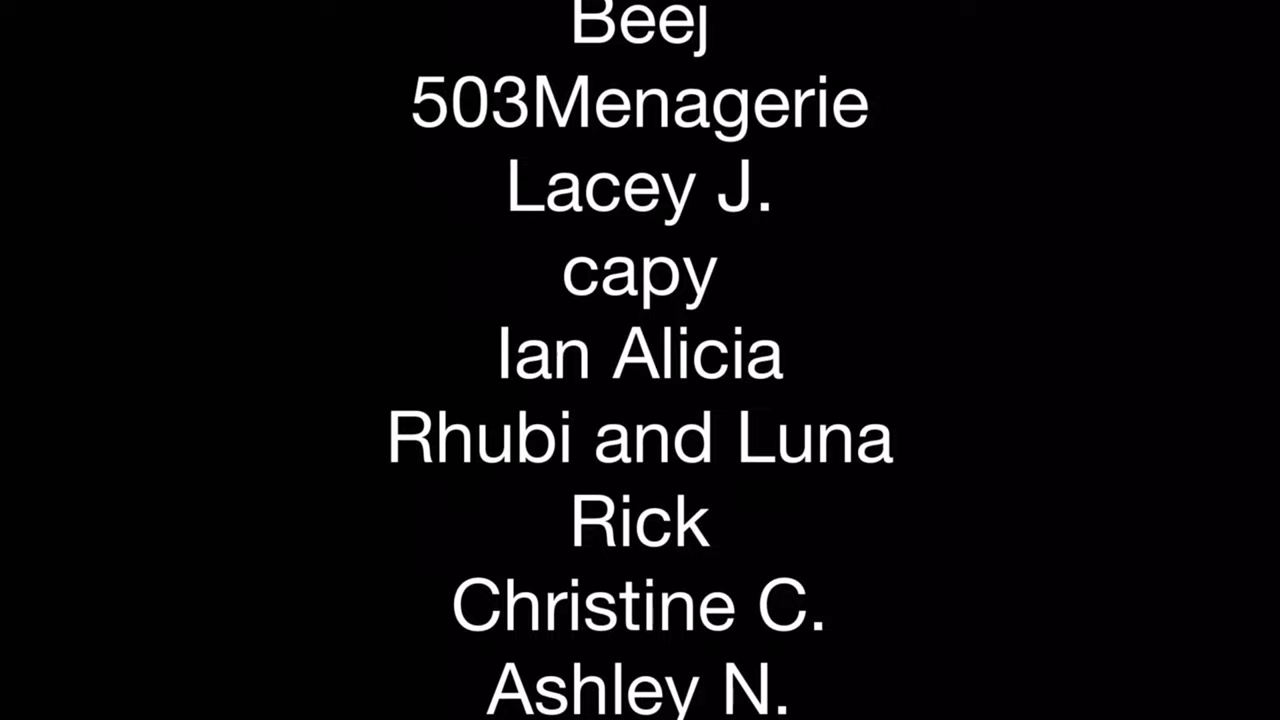 Beej
503Menagerie
Lacey J.
capy
Ian Alicia
Rhubi and Luna
Rick
Christine C.
Ashley N.